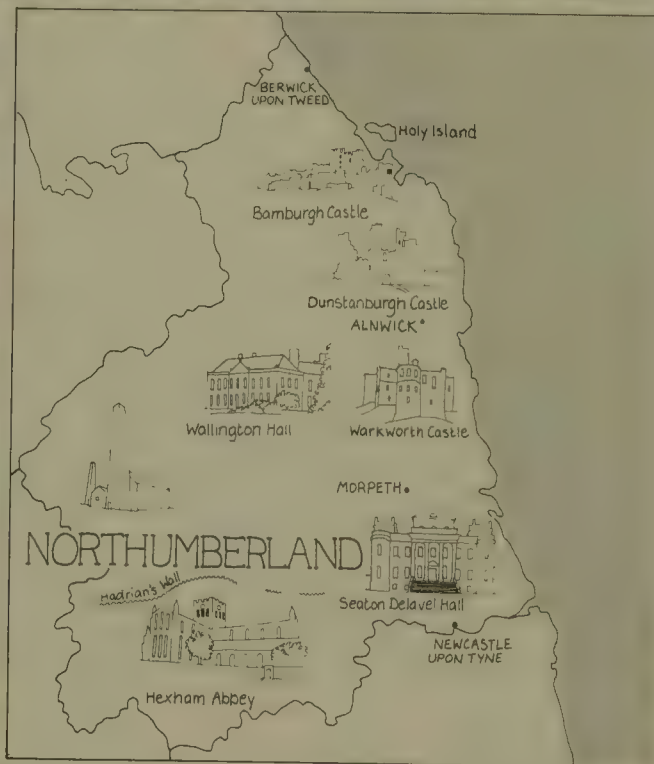 BERWICK
UPON TWEED
Holy Island
Bamburgh Castle
Dunstanburgh Castle
ALNWICK
Wallington Hall
Warkworth Castle
MORPETH
NORTHUMBERLAND
Hadrian's Wall
Seaton Delavel Hall
NEWCASTLE
UPON TYNE
Hexham Abbey